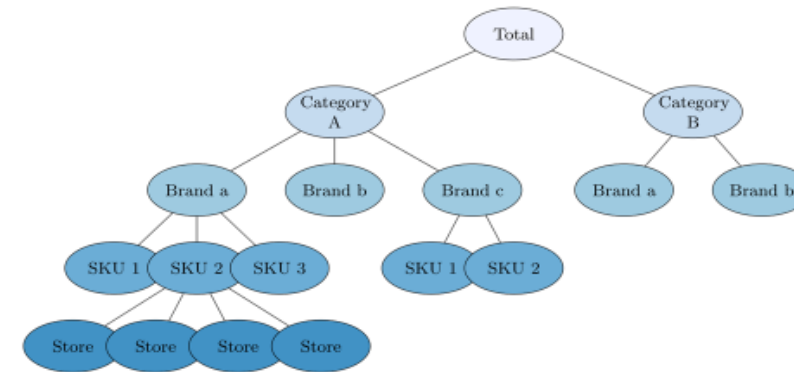 Total
Category
A
Category
B
Brand a
Brand b
Brand c
Brand a
Brand b
SKU 1
SKU 2
SKU 3
SKU 1
SKU 2
Store
Store
Store
Store